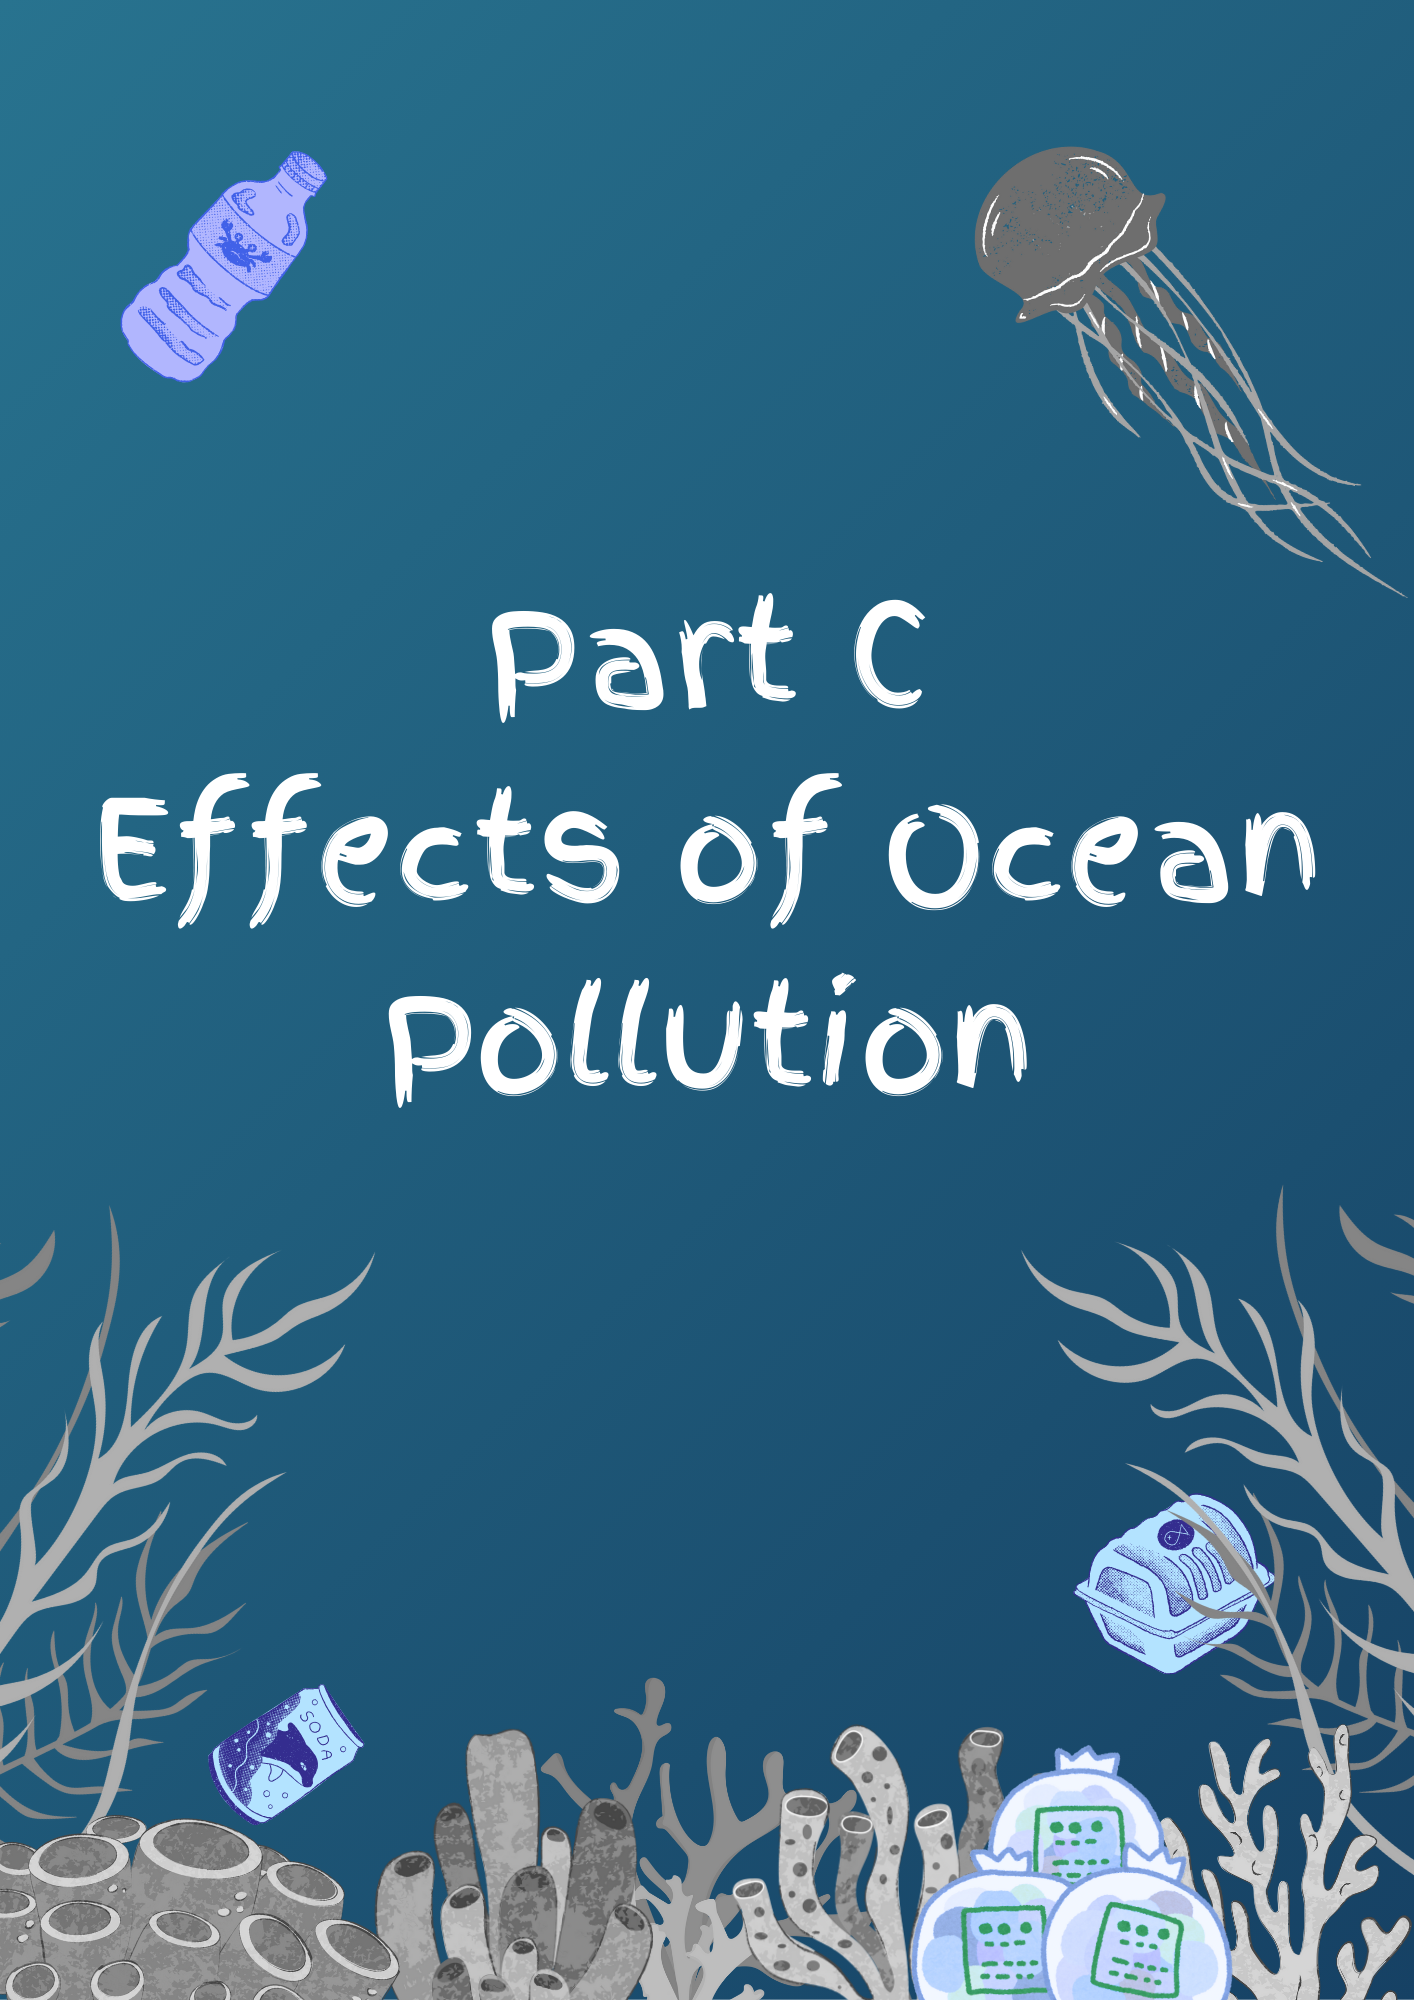 Part C
Effects of Ocean
Pollution
SODA